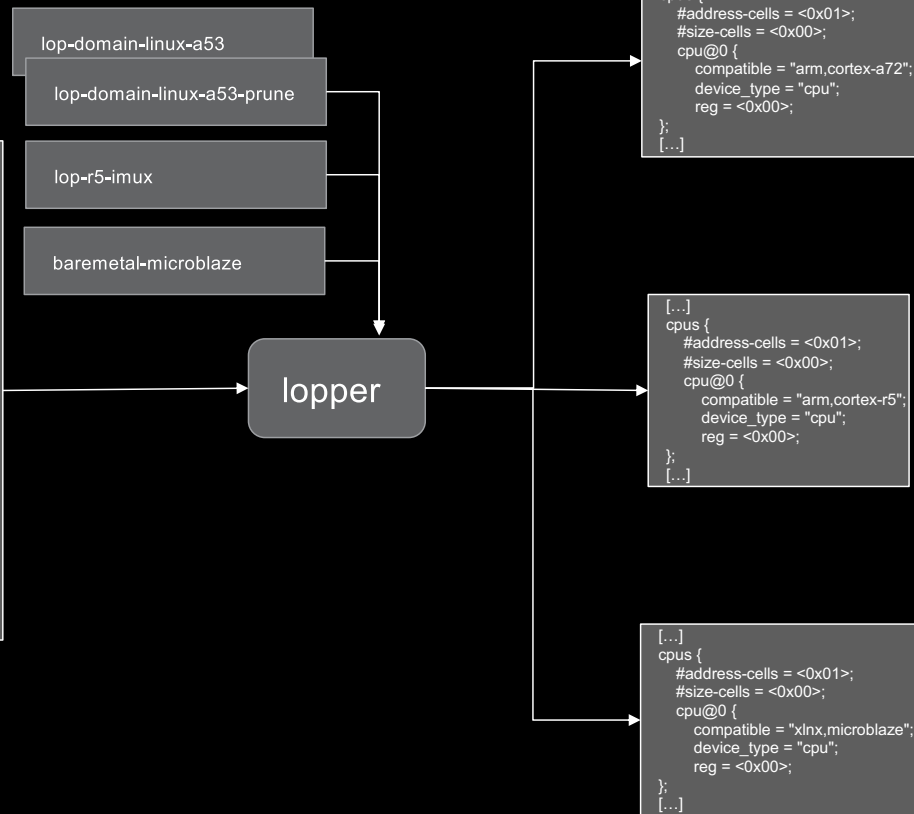 lop-domain-linux-a53
lop-domain-linux-a53-prune
lop-r5-imux
baremetal-microblaze
lopper
#address-cells = <0x01>;
#size-cells = <0x00>;
cpu@0 {
compatible = "arm,cortex-a72";
device_type = "cpu";
reg = <0x00>;
};
[...]
[...]
cpus {
#address-cells = <0x01>;
#size-cells = <0x00>;
cpu@0 {
compatible = "arm,cortex-r5";
device_type = "cpu";
reg = <0x00>;
};
[...]
[...]
cpus {
#address-cells = <0x01>;
#size-cells = <0x00>;
cpu@0 {
compatible = "xlnx,microblaze";
device_type = "cpu";
reg = <0x00>;
};
[...]